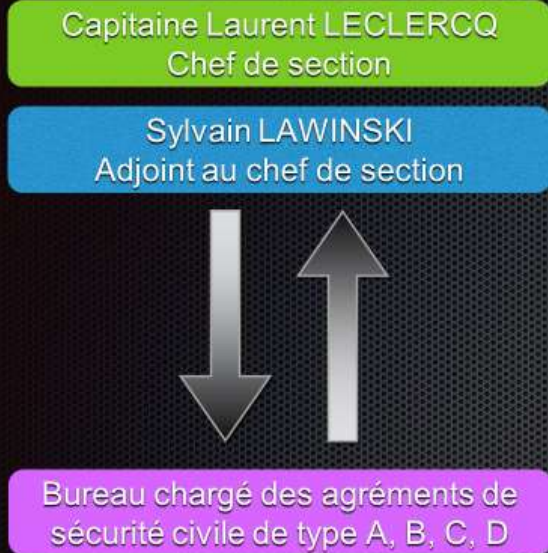 Capitaine Laurent LECLERCQ
Chef de section
Sylvain LAWINSKI
Adjoint au chef de section
Bureau chargé des agréments de
sécurité civile de type A, B, C, D